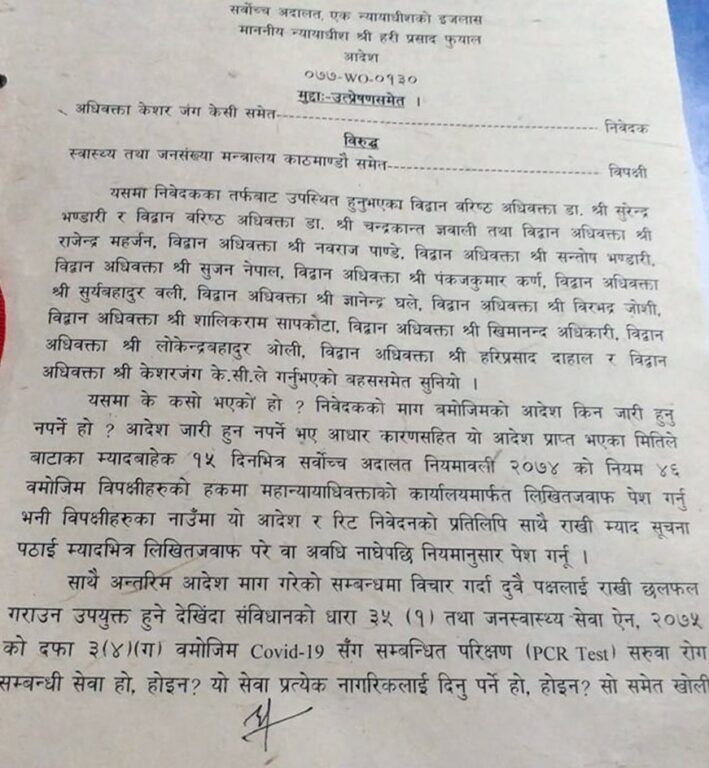 सर्वोच्च अदालत, एक न्यायाधीशको इजलास
माननीय न्यायाधीश श्री हरी प्रसाद फुयाल
आदेश
०७७-WO-०१३०
मुद्दाः-उत्प्रेषणसमेत ।
अधिवक्ता केशर जंग केसी समेत------------------------------------------------ निवेदक
विरुद्ध
स्वास्थ्य तथा जनसंख्या मन्त्रालय काठमाण्डौ समेत-------------------------------- विपक्षी
यसमा निवेदकका तर्फबाट उपस्थित हुनुभएका विद्वान वरिष्ठ अधिवक्ता डा. श्री सुरेन्द्र
भण्डारी र विद्वान वरिष्ठ अधिवक्ता डा. श्री चन्द्रकान्त ज्ञवाली तथा विद्वान अधिवक्ता श्री
राजेन्द्र महर्जन, विद्वान अधिवक्ता श्री नवराज पाण्डे, विद्वान अधिवक्ता श्री सन्तोष भण्डारी,
विद्वान अधिवक्ता श्री सुजन नेपाल, विद्वान अधिवक्ता श्री पंकजकुमार कर्ण, विद्वान अधिवक्ता
श्री सुर्यबहादुर वली, विद्वान अधिवक्ता श्री ज्ञानेन्द्र घले, विद्वान अधिवक्ता श्री विरभद्र जोशी,
विद्वान अधिवक्ता श्री शालिकराम सापकोटा, विद्वान अधिवक्ता श्री खिमानन्द अधिकारी, विद्वान
अधिवक्ता श्री लोकेन्द्रबहादुर ओली, विद्वान अधिवक्ता श्री हरिप्रसाद दाहाल र विद्वान
अधिवक्ता श्री केशरजंग के.सी.ले गर्नुभएको बहससमेत सुनियो ।
यसमा के कसो भएको हो ? निवेदकको माग बमोजिमको आदेश किन जारी हुनु
नपर्ने हो ? आदेश जारी हुन नपर्ने भए आधार कारणसहित यो आदेश प्राप्त भएका मितिले
बाटाका म्यादबाहेक १५ दिनभित्र सर्वोच्च अदालत नियमावली २०७४ को नियम ४६
वमोजिम विपक्षीहरुको हकमा महान्यायाधिवक्ताको कार्यालयमार्फत लिखितजवाफ पेश गर्नु
भनी विपक्षीहरुका नाउँमा यो आदेश र रिट निवेदनको प्रतिलिपि साथै राखी म्याद सूचना
पठाई म्यादभित्र लिखितजवाफ परे वा अवधि नाघेपछि नियमानुसार पेश गर्नू ।
साथै अन्तरिम आदेश माग गरेको सम्बन्धमा विचार गर्दा दुवै पक्षलाई राखी छलफल
गराउन उपयुक्त हुने देखिंदा संविधानको धारा ३५ (१) तथा जनस्वास्थ्य सेवा ऐन, २०७५
को दफा ३(४)(ग) वमोजिम Covid-19 सँग सम्बन्धित परिक्षण (PCR Test) सरुवा रोग
सम्बन्धी सेवा हो, होइन? यो सेवा प्रत्येक नागरिकलाई दिनु पर्ने हो, होइन? सो समेत खोली